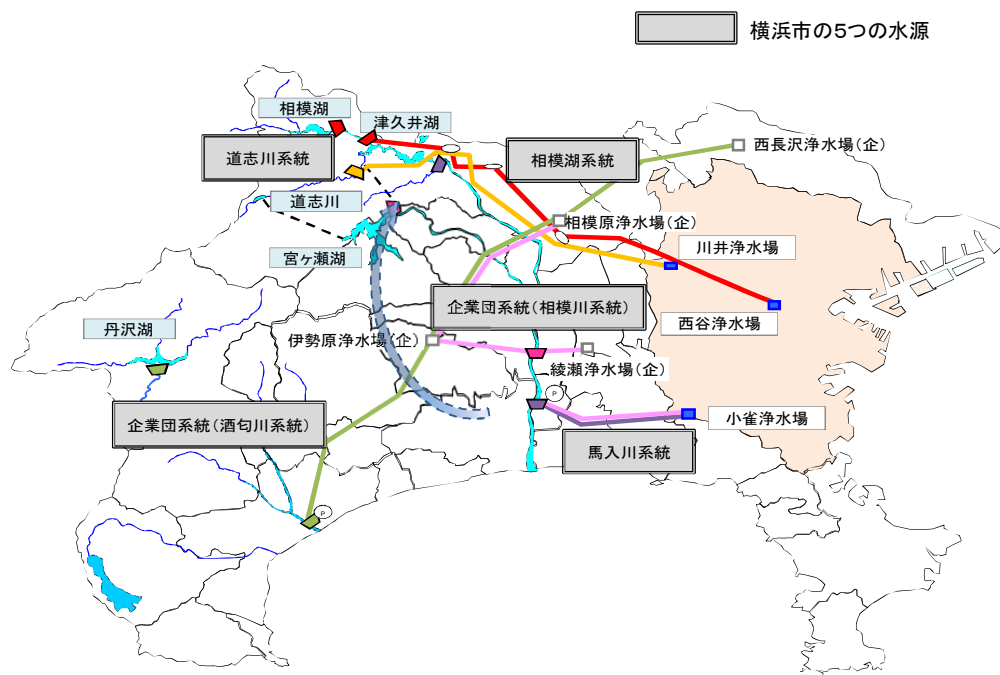 横浜市の5つの水源
相模湖
津久井湖
道志川系統
相模湖系統
西長沢浄水場(企)
道志川
相模原浄水場(企)
川井浄水場
宮ヶ瀬湖
企業団系統(相模川系統)
西谷浄水場
丹沢湖
伊勢原浄水場(企)
綾瀬浄水場(企)
P
企業団系統(酒匂川系統)
小雀浄水場
馬入川系統
P